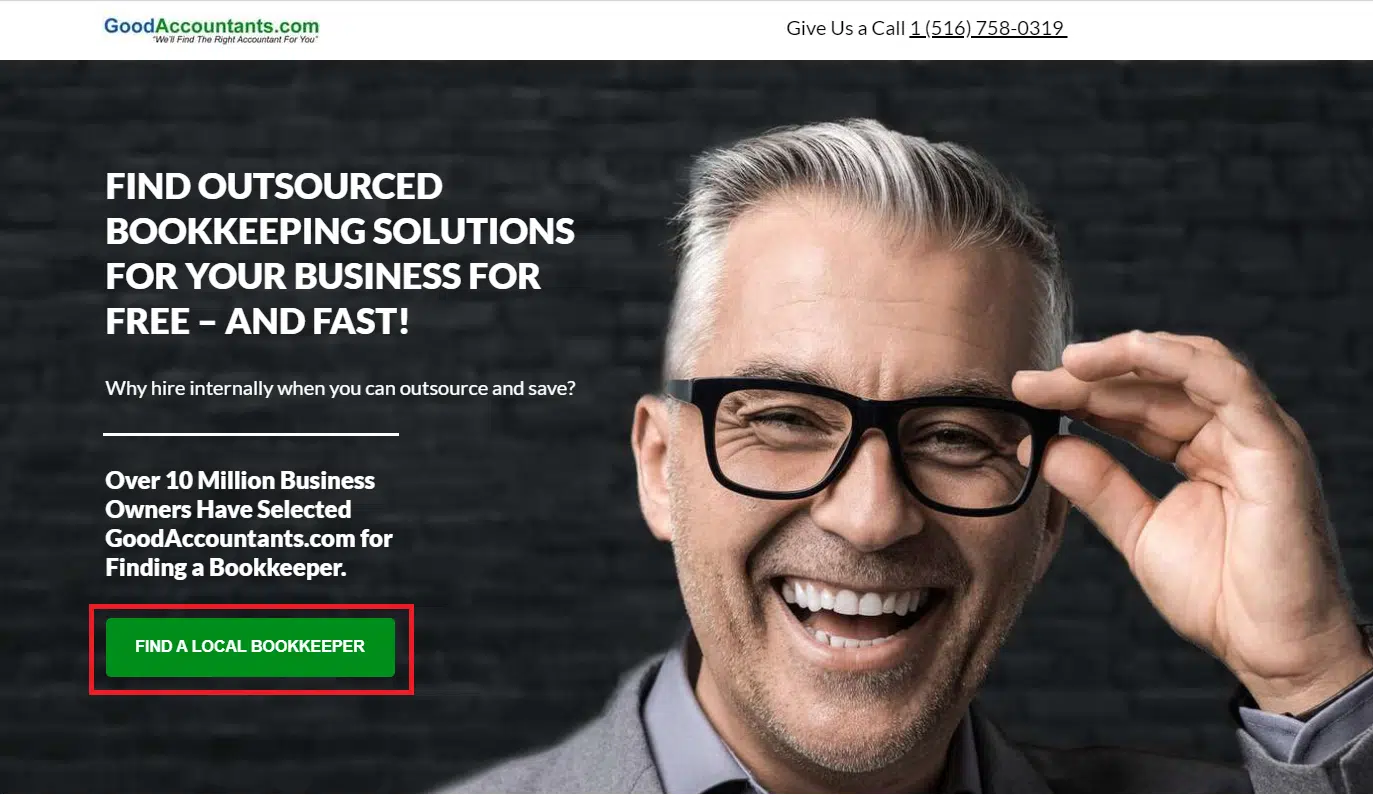 GoodAccountants.com
"We'll Find The Right Accountant For You"
Give Us a Call 1 (516) 758-0319
FIND OUTSOURCED
BOOKKEEPING SOLUTIONS
FOR YOUR BUSINESS FOR
FREE – AND FAST!
Why hire internally when you can outsource and save?
Over 10 Million Business
Owners Have Selected
GoodAccountants.com for
Finding a Bookkeeper.
FIND A LOCAL BOOKKEEPER